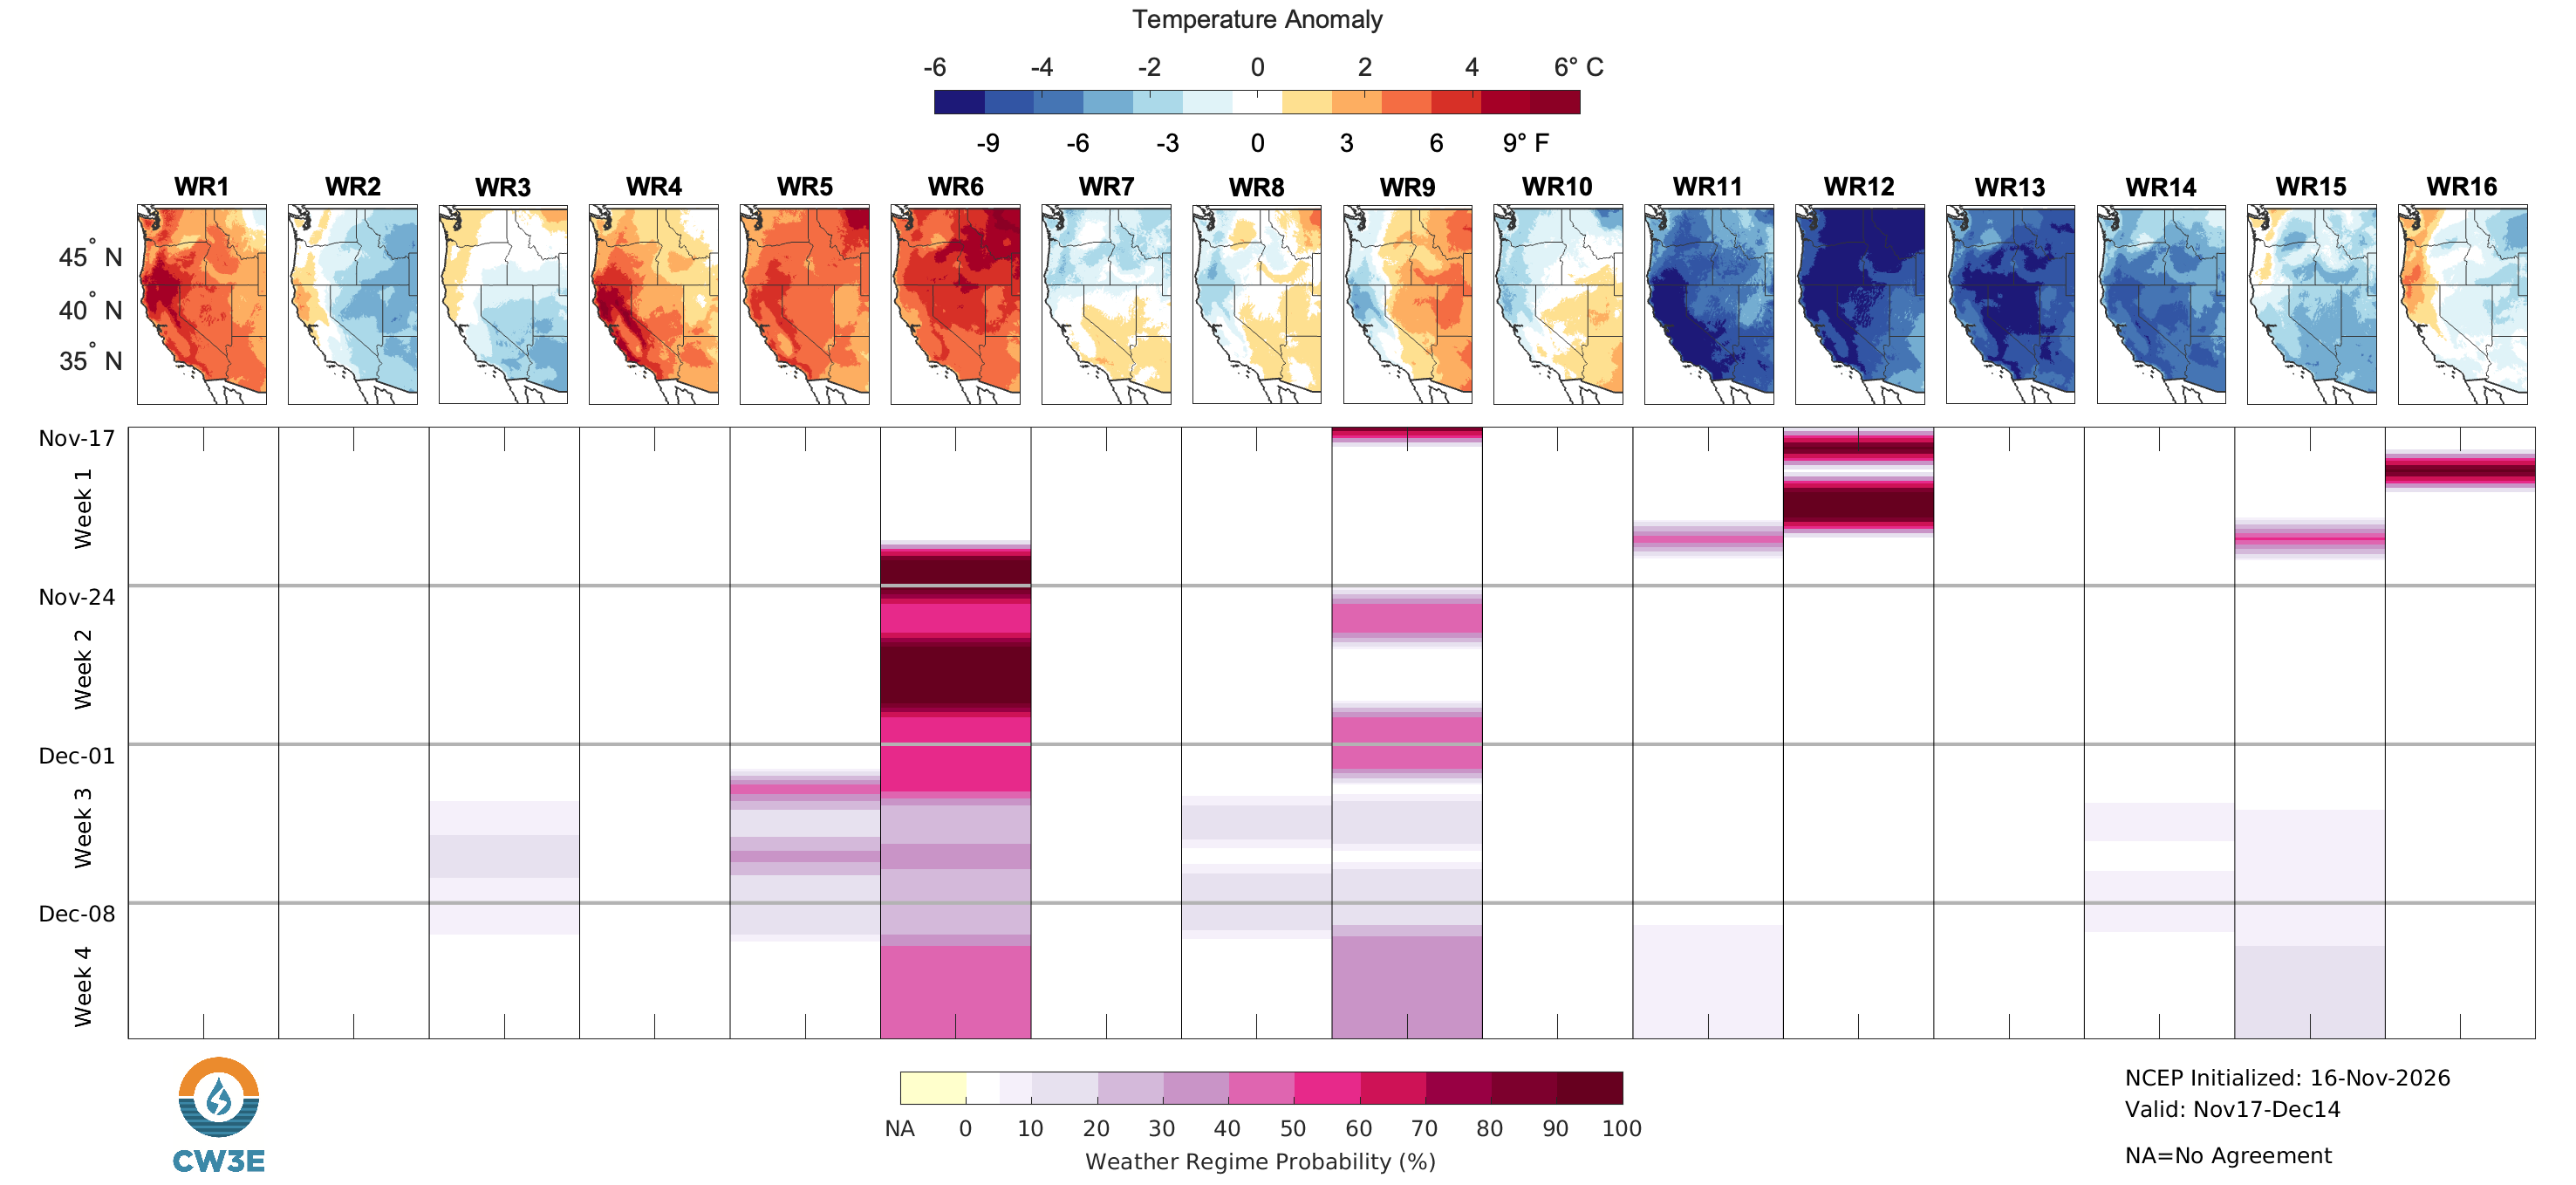 Temperature Anomaly
-6 -4 -2 0 2 4 6° C
-9 -6 -3 0 3 6 9° F
WR1 WR2 WR3 WR4 WR5 WR6 WR7 WR8 WR9 WR10 WR11 WR12 WR13 WR14 WR15 WR16
45° N
40° N
35° N
Nov-17
Week 1
Nov-24
Week 2
Dec-01
Week 3
Dec-08
Week 4
NA 0 10 20 30 40 50 60 70 80 90 100
Weather Regime Probability (%)
CW3E
NCEP Initialized: 16-Nov-2026
Valid: Nov17-Dec14
NA=No Agreement